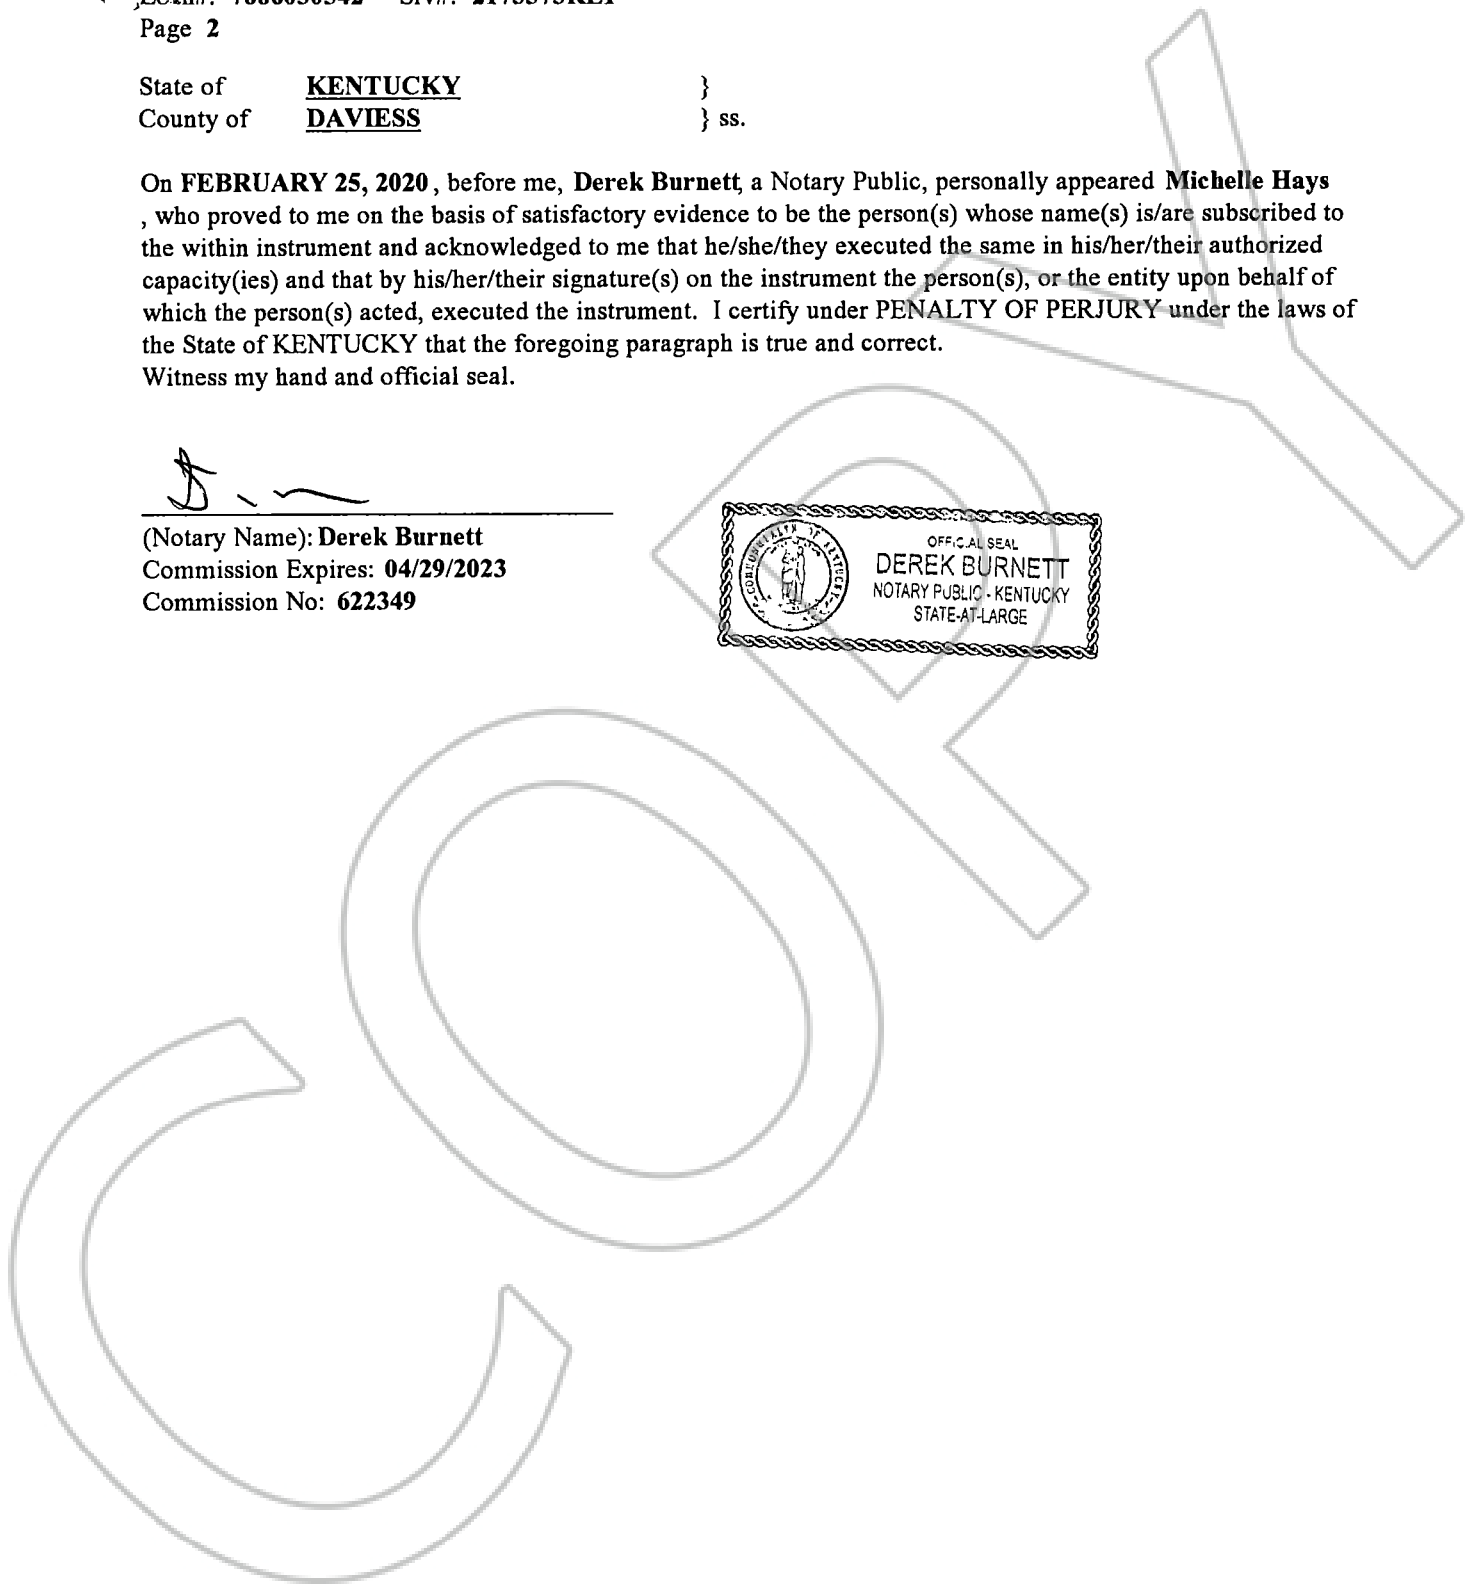 Page 2
State of KENTUCKY }
County of DAVIESS } ss.
On FEBRUARY 25, 2020 , before me, Derek Burnett, a Notary Public, personally appeared Michelle Hays
, who proved to me on the basis of satisfactory evidence to be the person(s) whose name(s) is/are subscribed to
the within instrument and acknowledged to me that he/she/they executed the same in his/her/their authorized
capacity(ies) and that by his/her/their signature(s) on the instrument the person(s), or the entity upon behalf of
which the person(s) acted, executed the instrument. I certify under PENALTY OF PERJURY under the laws of
the State of KENTUCKY that the foregoing paragraph is true and correct.
Witness my hand and official seal.
(Notary Name): Derek Burnett
Commission Expires: 04/29/2023
Commission No: 622349
COMMONWEALTH OF KENTUCKY
OFFICIAL SEAL
DEREK BURNETT
NOTARY PUBLIC - KENTUCKY
STATE-AT-LARGE
COPY